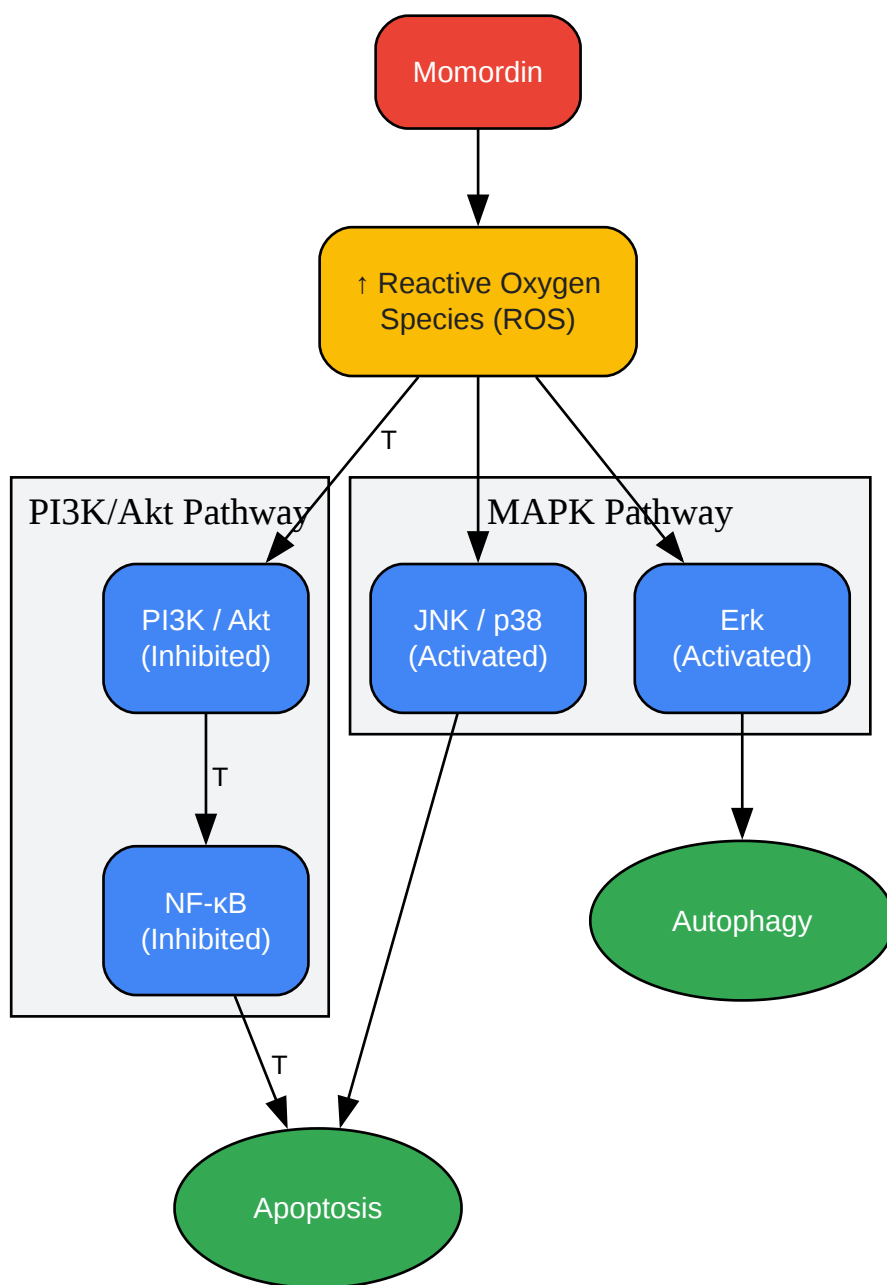 Momordin
↑ Reactive Oxygen
Species (ROS)
T
PI3K/Akt Pathway
MAPK Pathway
PI3K / Akt
(Inhibited)
JNK / p38
(Activated)
Erk
(Activated)
T
NF-κB
(Inhibited)
Autophagy
T
Apoptosis